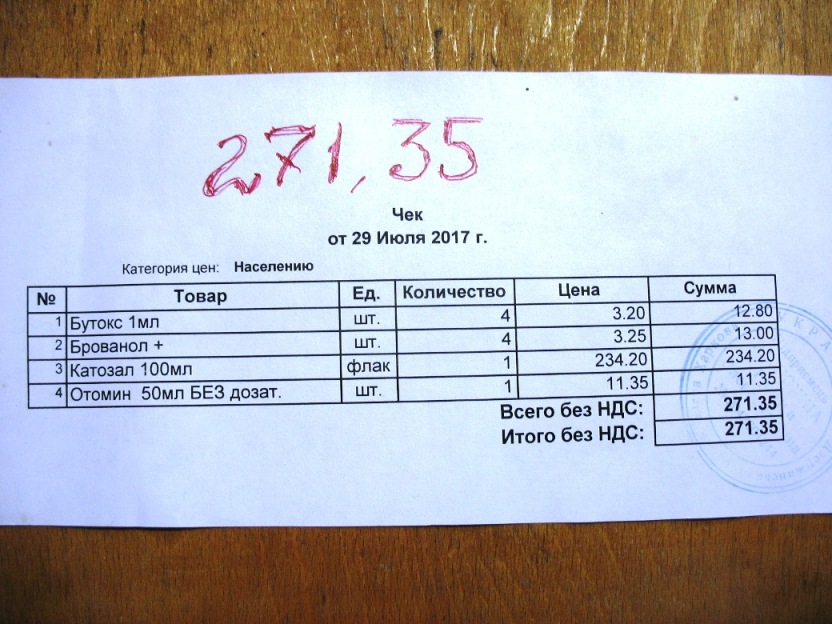 271,35
Чек
от 29 Июля 2017 г.
Категория цен: Населению
№ Товар Ед. Количество Цена Сумма
1 Бутокс 1мл шт. 4 3.20 12.80
2 Брованол + шт. 4 3.25 13.00
3 Катозал 100мл флак 1 234.20 234.20
4 Отомин 50мл БЕЗ дозат. шт. 1 11.35 11.35
Всего без НДС: 271.35
Итого без НДС: 271.35